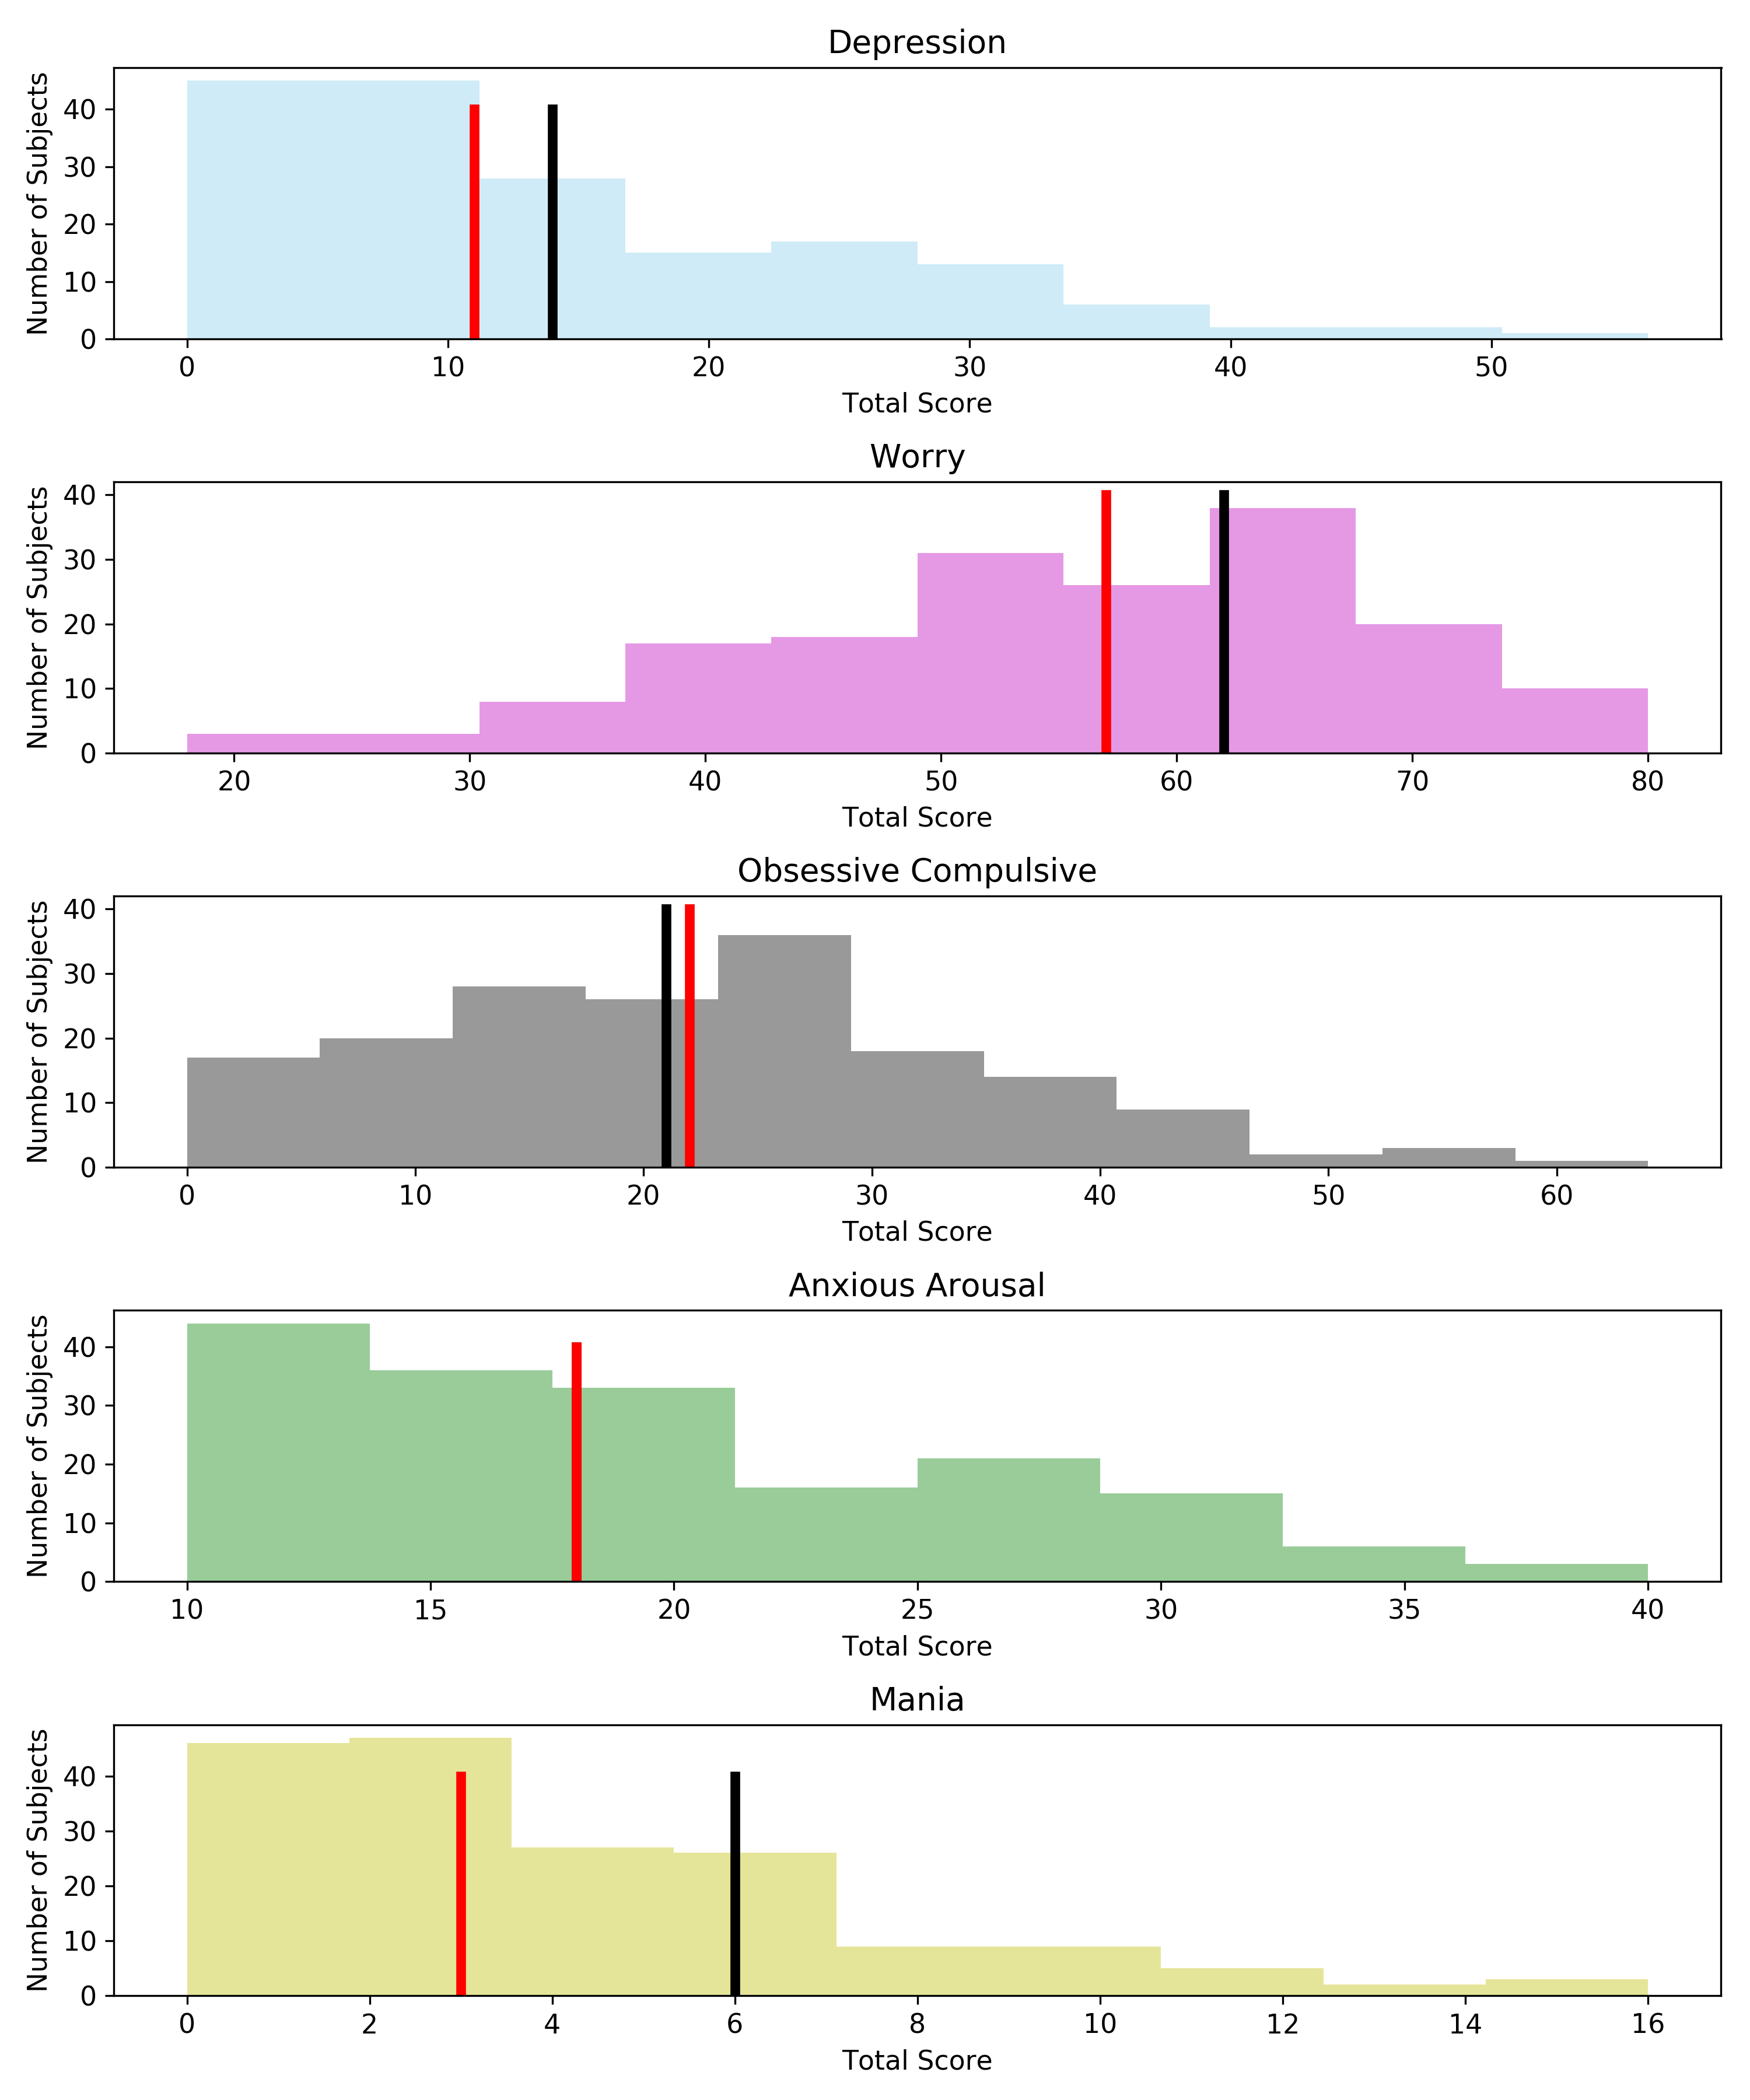 Depression
Number of Subjects
40
30
20
10
0
0 10 20 30 40 50
Total Score
Worry
Number of Subjects
40
30
20
10
0
20 30 40 50 60 70 80
Total Score
Obsessive Compulsive
Number of Subjects
40
30
20
10
0
0 10 20 30 40 50 60
Total Score
Anxious Arousal
Number of Subjects
40
30
20
10
0
10 15 20 25 30 35 40
Total Score
Mania
Number of Subjects
40
30
20
10
0
0 2 4 6 8 10 12 14 16
Total Score